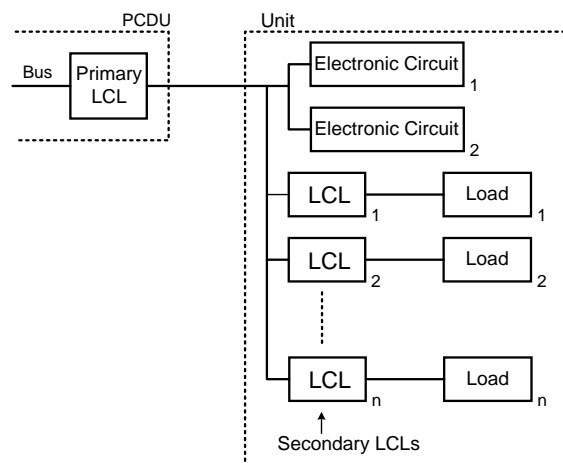 PCDU
Unit
Bus
Primary
LCL
Electronic Circuit
1
Electronic Circuit
2
LCL
1
Load
1
LCL
2
Load
2
LCL
n
Load
n
Secondary LCLs